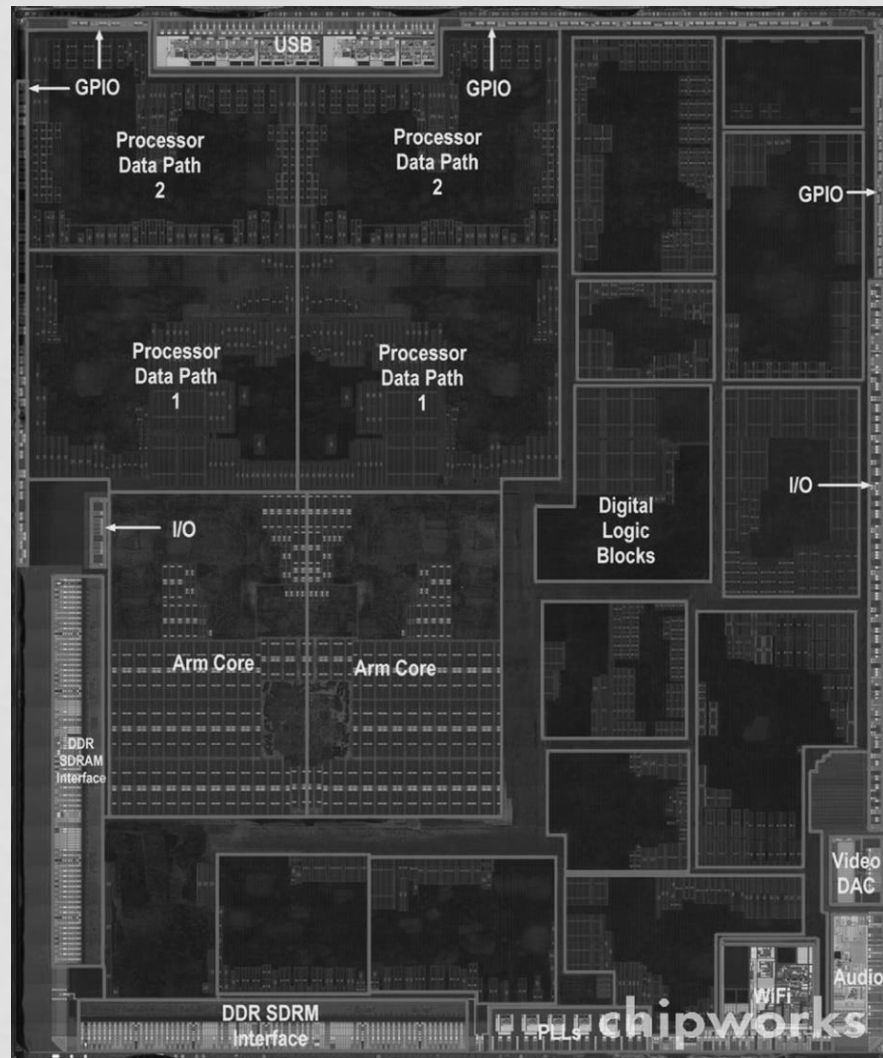 USB
GPIO
GPIO
Processor
Data Path
2
Processor
Data Path
2
GPIO
Processor
Data Path
1
Processor
Data Path
1
I/O
I/O
Digital
Logic
Blocks
Arm Core
Arm Core
DDR
SDRAM
Interface
Video
DAC
Audio
WiFi
DDR SDRM
Interface
PLLs
chipworks